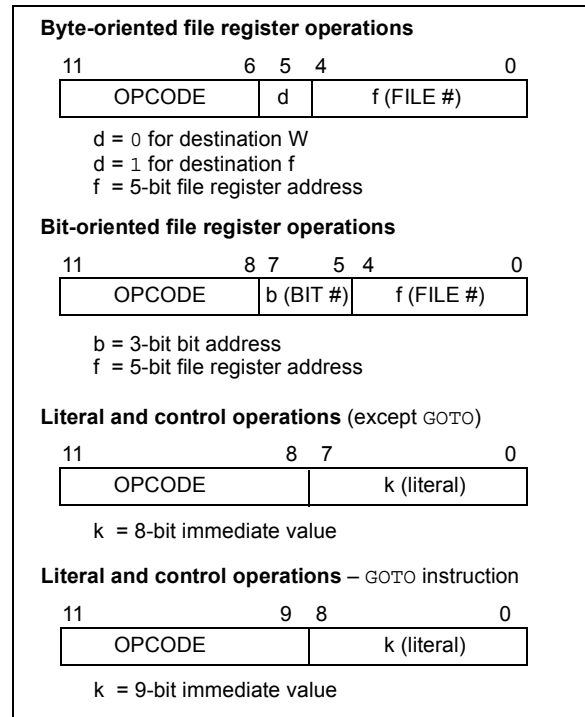 Byte-oriented file register operations
11 6 5 4 0
OPCODE d f (FILE #)
d = 0 for destination W
d = 1 for destination f
f = 5-bit file register address
Bit-oriented file register operations
11 8 7 5 4 0
OPCODE b (BIT #) f (FILE #)
b = 3-bit bit address
f = 5-bit file register address
Literal and control operations (except GOTO)
11 8 7 0
OPCODE k (literal)
k = 8-bit immediate value
Literal and control operations – GOTO instruction
11 9 8 0
OPCODE k (literal)
k = 9-bit immediate value